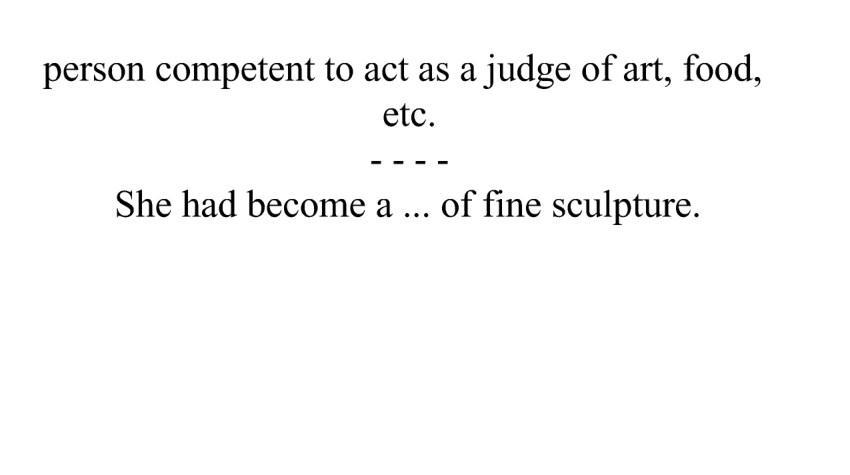 person competent to act as a judge of art, food,
etc.
- - - -
She had become a ... of fine sculpture.